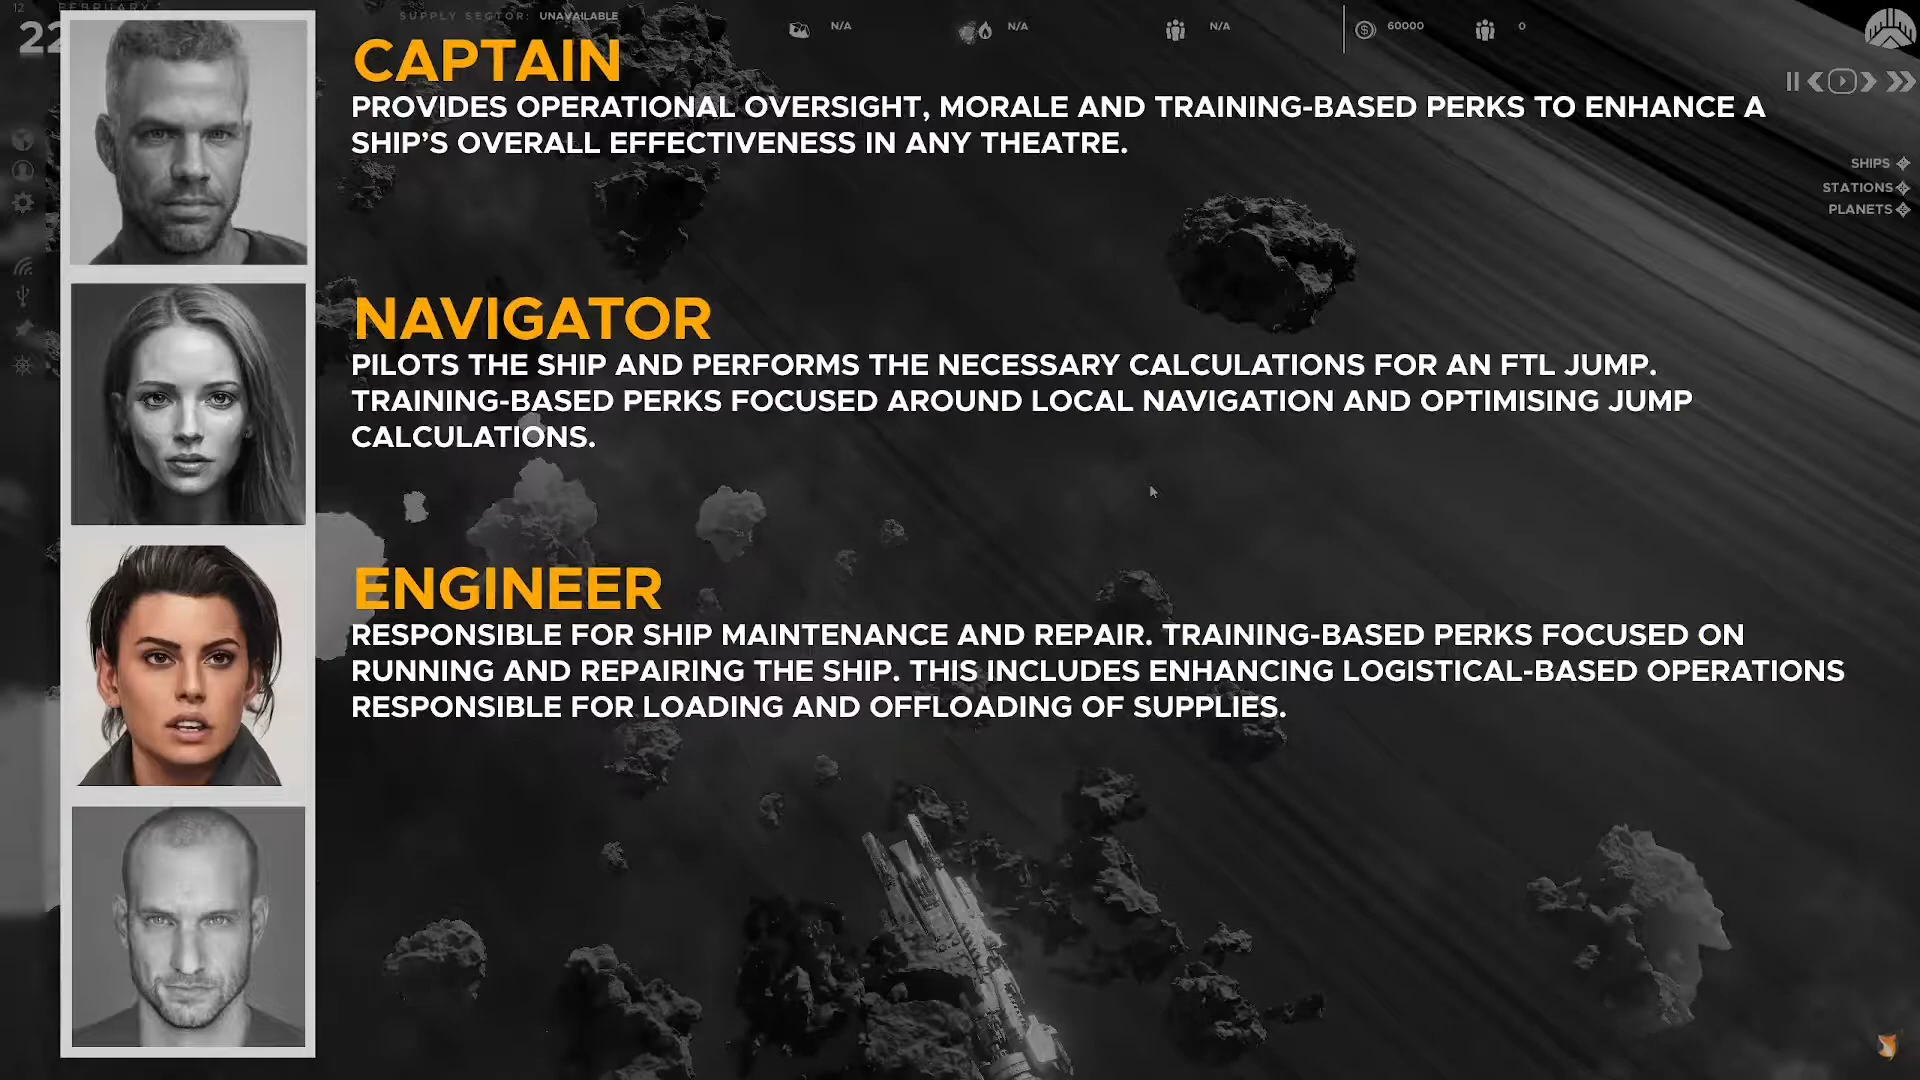 12 FEBRUARY
22
SUPPLY SECTOR: UNAVAILABLE
N/A
N/A
N/A
60000
0
CAPTAIN
PROVIDES OPERATIONAL OVERSIGHT, MORALE AND TRAINING-BASED PERKS TO ENHANCE A
SHIP'S OVERALL EFFECTIVENESS IN ANY THEATRE.
SHIPS
STATIONS
PLANETS
NAVIGATOR
PILOTS THE SHIP AND PERFORMS THE NECESSARY CALCULATIONS FOR AN FTL JUMP.
TRAINING-BASED PERKS FOCUSED AROUND LOCAL NAVIGATION AND OPTIMISING JUMP
CALCULATIONS.
ENGINEER
RESPONSIBLE FOR SHIP MAINTENANCE AND REPAIR. TRAINING-BASED PERKS FOCUSED ON
RUNNING AND REPAIRING THE SHIP. THIS INCLUDES ENHANCING LOGISTICAL-BASED OPERATIONS
RESPONSIBLE FOR LOADING AND OFFLOADING OF SUPPLIES.